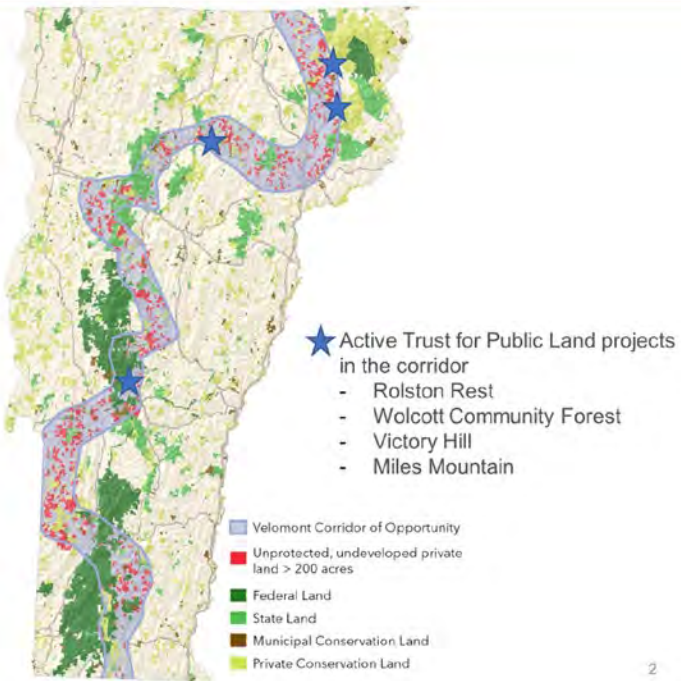 Active Trust for Public Land projects
in the corridor
- Rolston Rest
- Wolcott Community Forest
- Victory Hill
- Miles Mountain
Velomont Corridor of Opportunity
Unprotected, undeveloped private
land > 200 acres
Federal Land
State Land
Municipal Conservation Land
Private Conservation Land
2